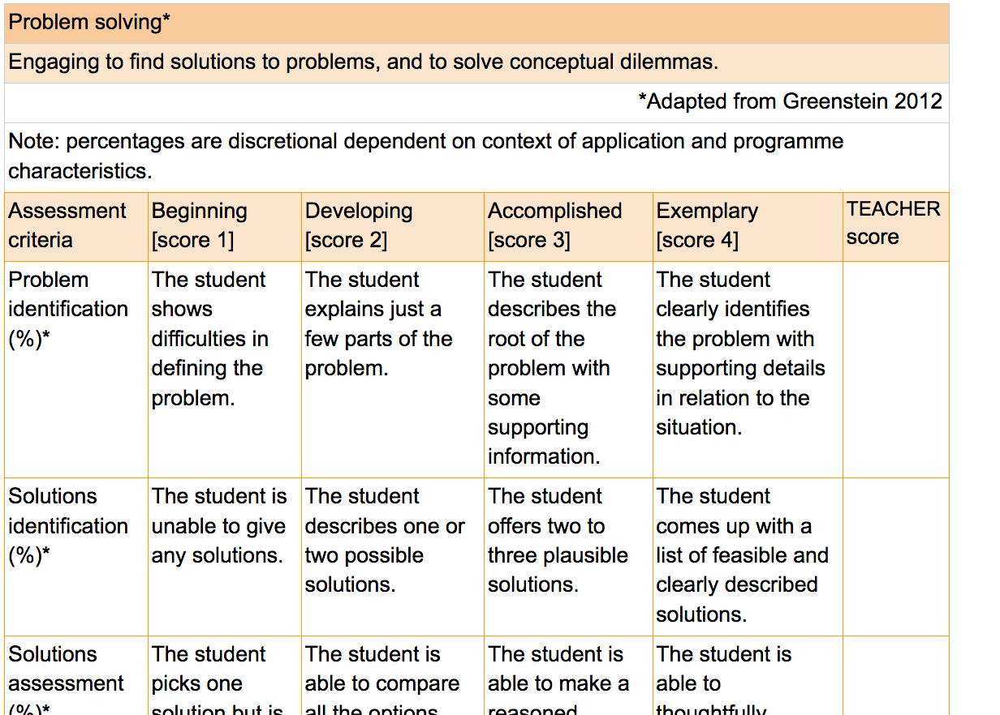 Problem solving*
Engaging to find solutions to problems, and to solve conceptual dilemmas.
*Adapted from Greenstein 2012
Note: percentages are discretional dependent on context of application and programme
characteristics.
Assessment
criteria
Beginning
[score 1]
Developing
[score 2]
Accomplished
[score 3]
Exemplary
[score 4]
TEACHER
score
Problem
identification
(%)*
The student
shows
difficulties in
defining the
problem.
The student
explains just a
few parts of the
problem.
The student
describes the
root of the
problem with
some
supporting
information.
The student
clearly identifies
the problem with
supporting details
in relation to the
situation.
Solutions
identification
(%)*
The student is
unable to give
any solutions.
The student
describes one or
two possible
solutions.
The student
offers two to
three plausible
solutions.
The student
comes up with a
list of feasible and
clearly described
solutions.
Solutions
assessment
(%)*
The student
picks one
solution but is
The student is
able to compare
all the options
The student is
able to make a
reasoned
The student is
able to
thoughtfully